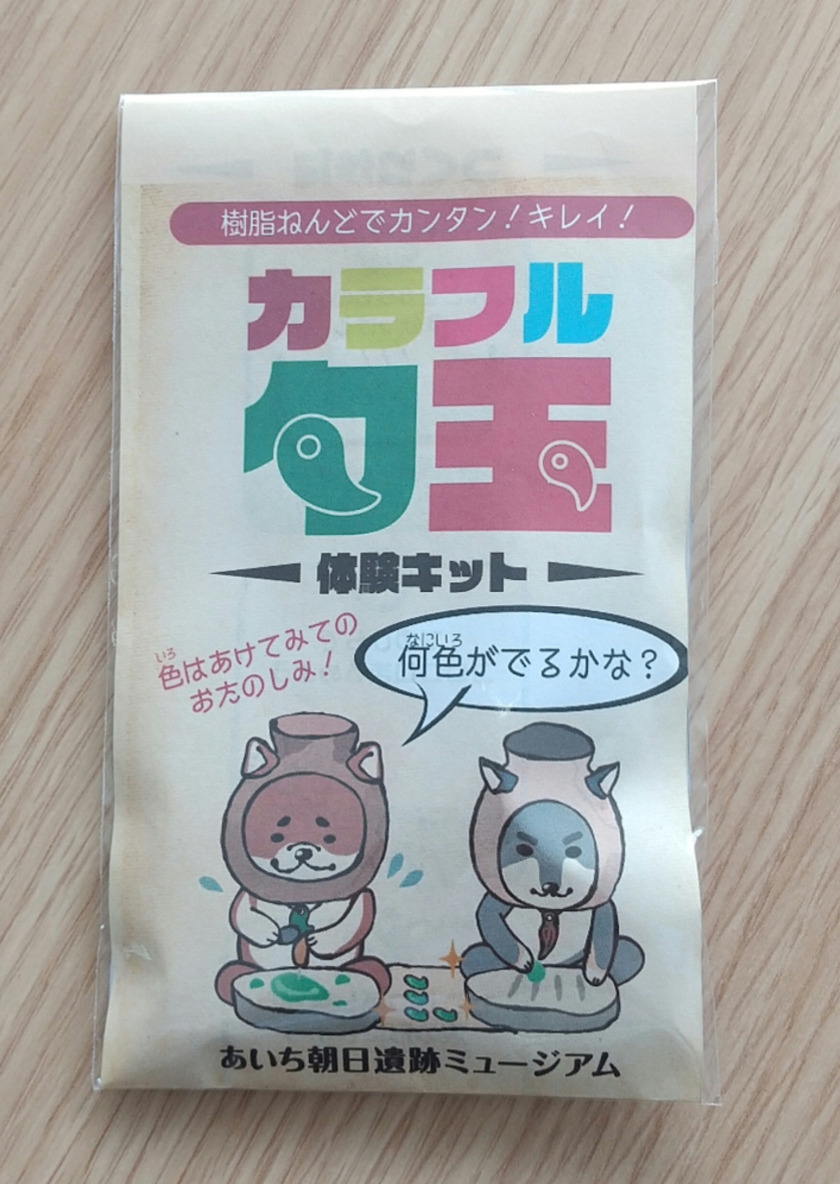 樹脂ねんどでカンタン！キレイ！
カラフル
勾玉
体験キット
色はあけてみての
おたのしみ！
何色がでるかな？
あいち朝日遺跡ミュージアム